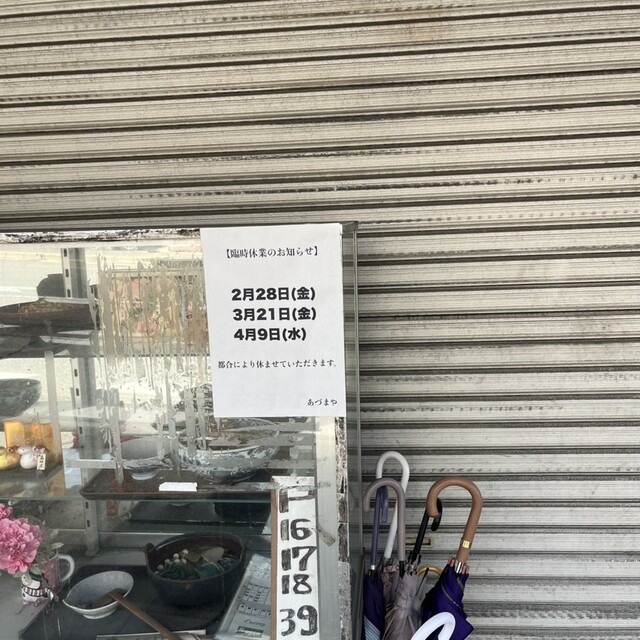 【臨時休業のお知らせ】
2月28日(金)
3月21日(金)
4月9日(水)
都合により休ませていただきます。
あづまや
16
17
18
39